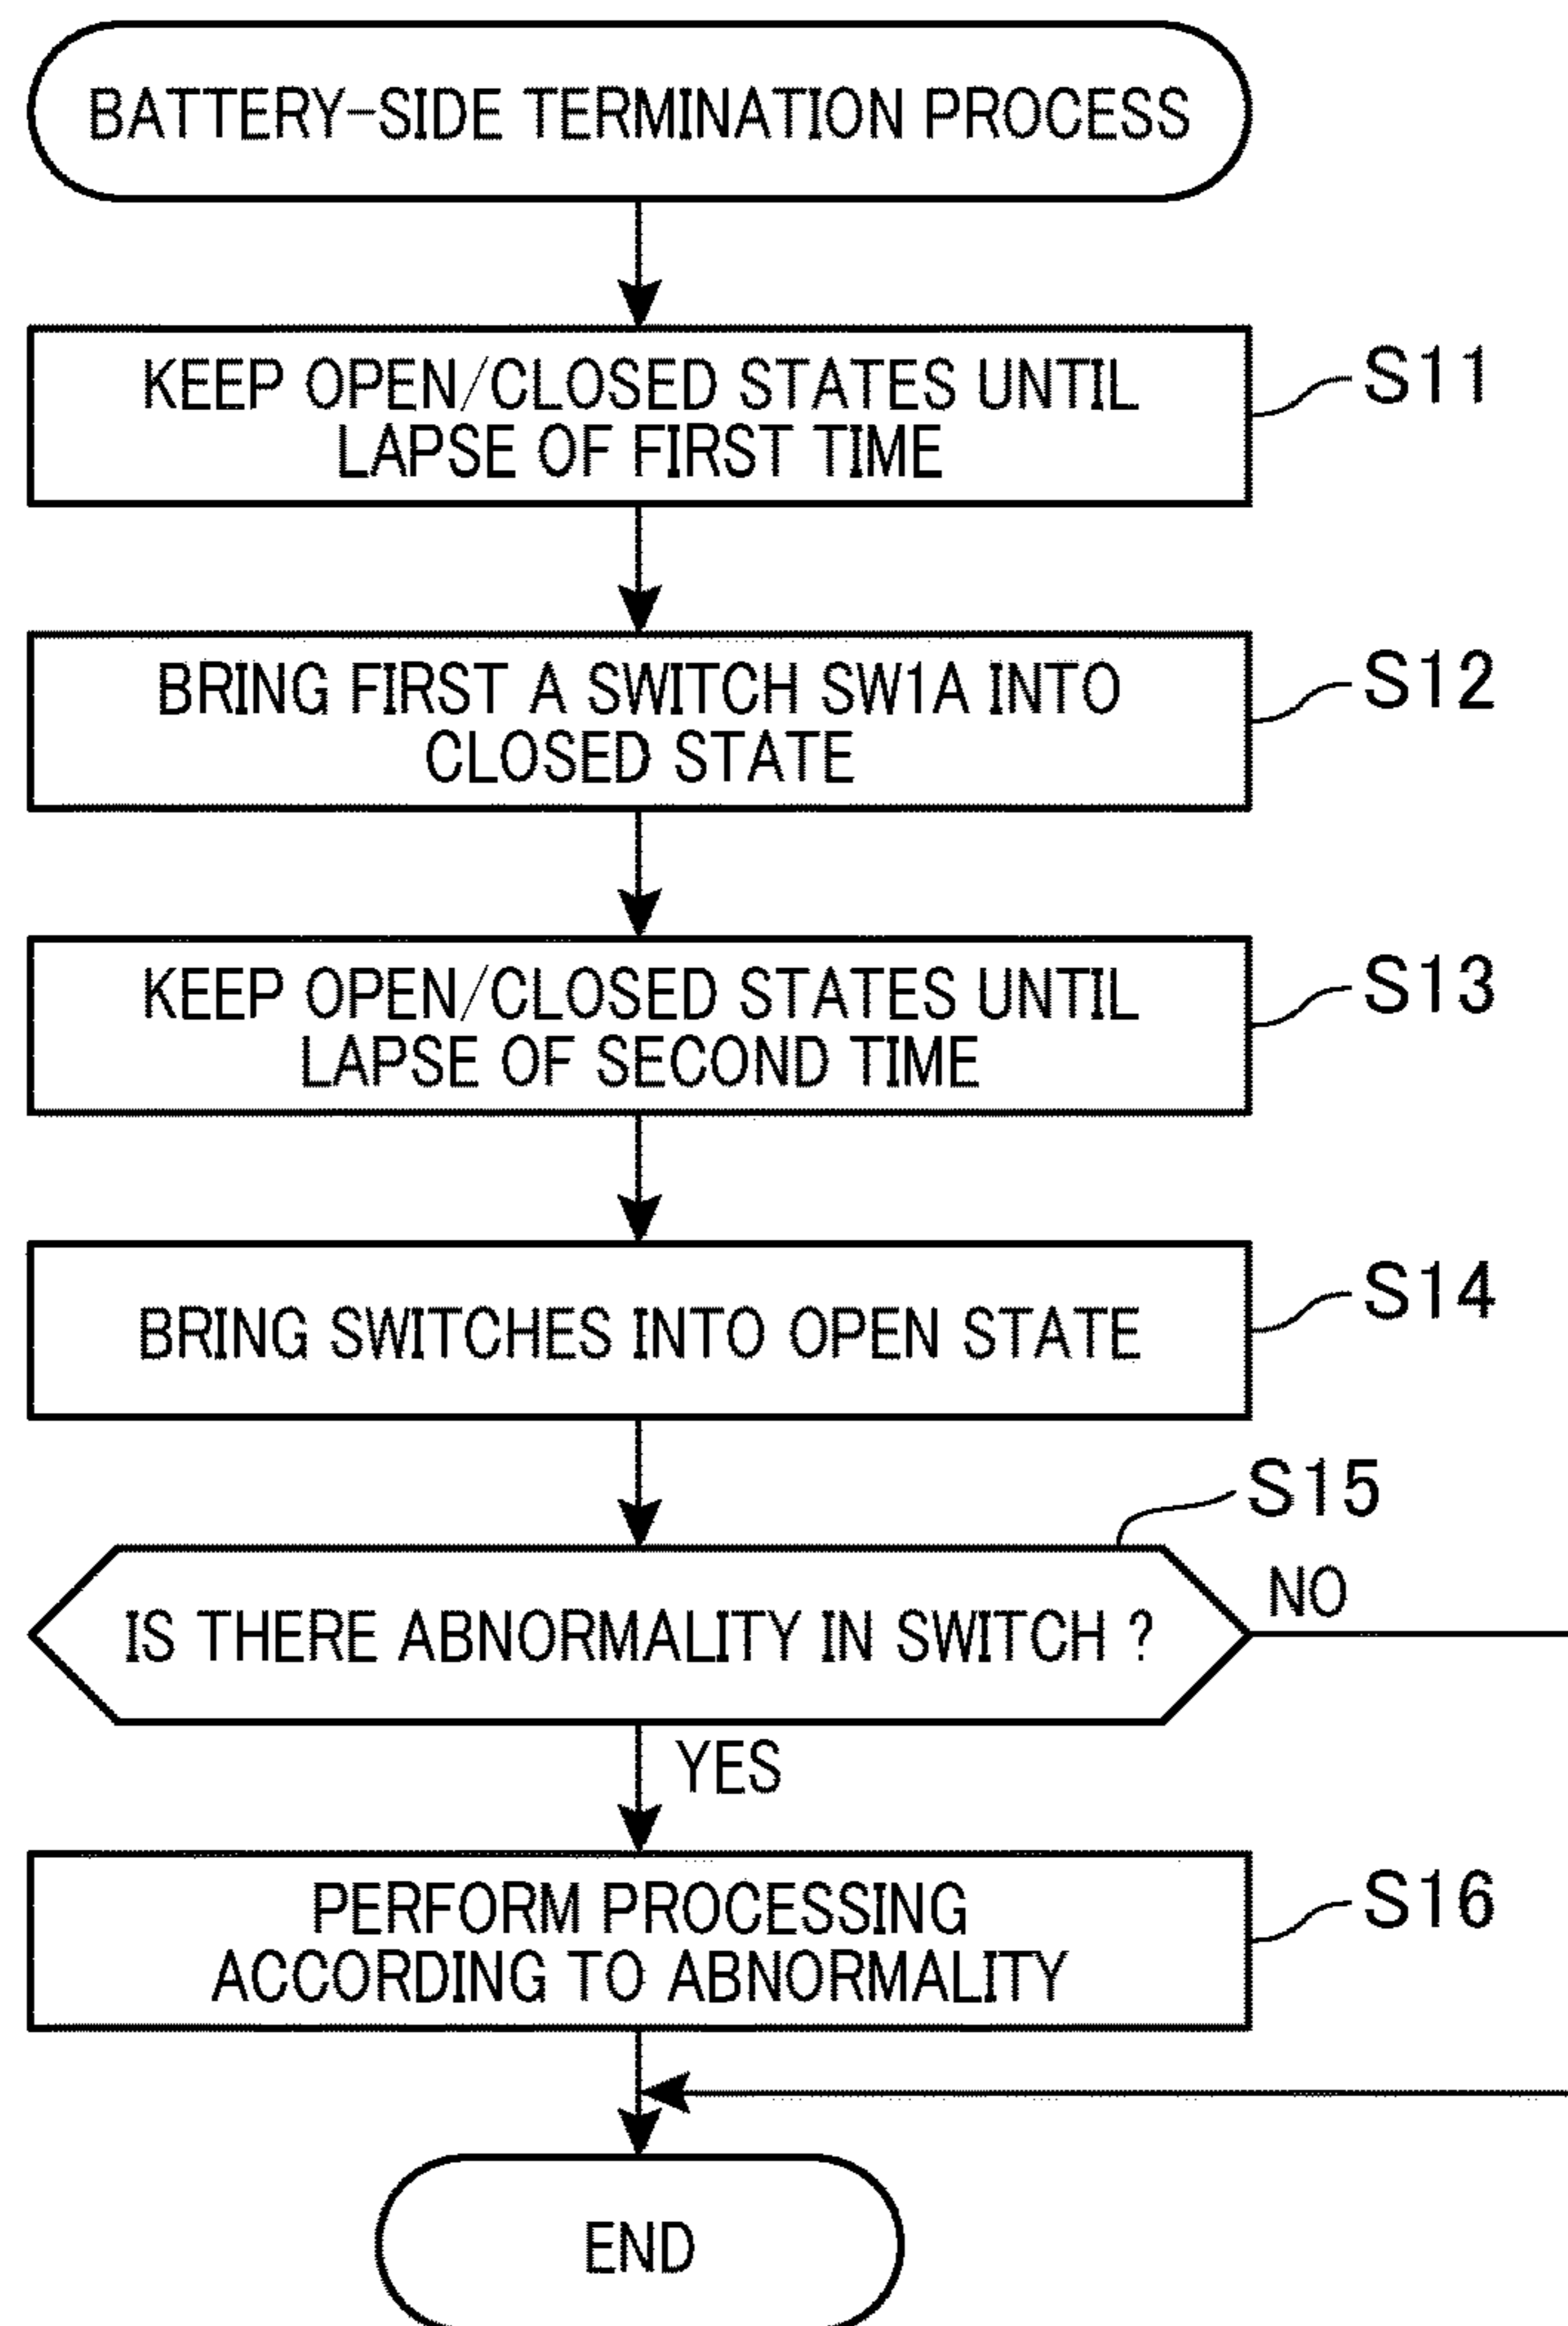 BATTERY-SIDE TERMINATION PROCESS
KEEP OPEN/CLOSED STATES UNTIL
LAPSE OF FIRST TIME
S11
BRING FIRST A SWITCH SW1A INTO
CLOSED STATE
S12
KEEP OPEN/CLOSED STATES UNTIL
LAPSE OF SECOND TIME
S13
BRING SWITCHES INTO OPEN STATE
S14
S15
IS THERE ABNORMALITY IN SWITCH ?
NO
YES
PERFORM PROCESSING
ACCORDING TO ABNORMALITY
S16
END